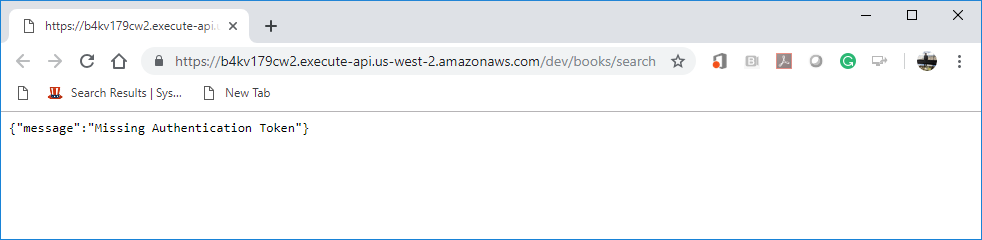 https://b4kv179cw2.execute-api.u
https://b4kv179cw2.execute-api.us-west-2.amazonaws.com/dev/books/search
Search Results | Sys... New Tab
{"message":"Missing Authentication Token"}